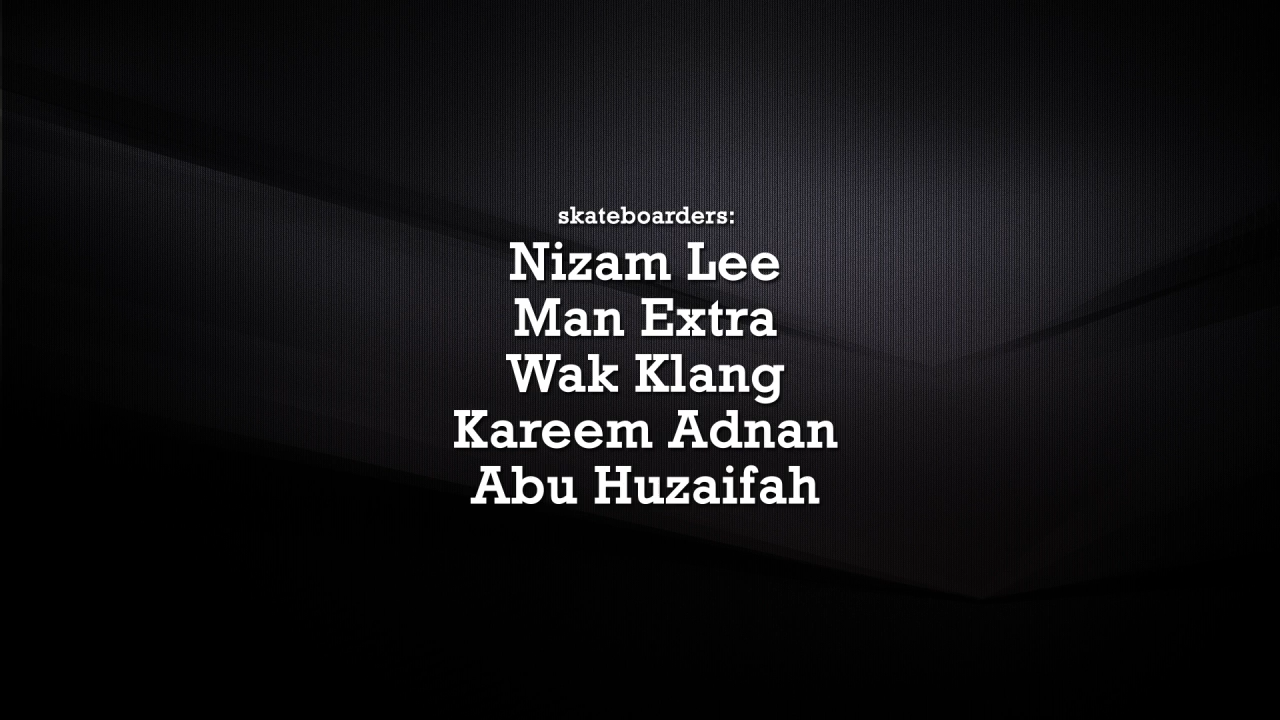 skateboarders:
Nizam Lee
Man Extra
Wak Klang
Kareem Adnan
Abu Huzaifah